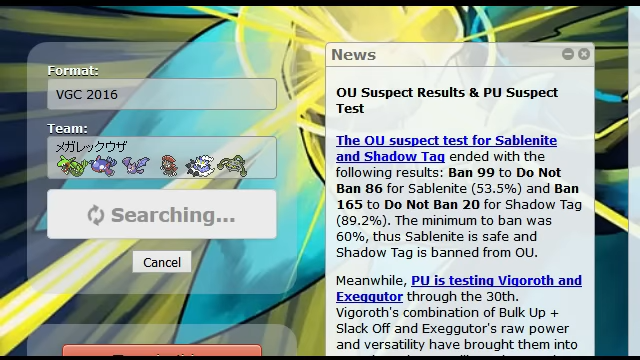 Format:
VGC 2016
Team:
メガレックウザ
Searching...
Cancel
News
OU Suspect Results & PU Suspect
Test
The OU suspect test for Sablenite
and Shadow Tag ended with the
following results: Ban 99 to Do Not
Ban 86 for Sablenite (53.5%) and Ban
165 to Do Not Ban 20 for Shadow Tag
(89.2%). The minimum to ban was
60%, thus Sablenite is safe and
Shadow Tag is banned from OU.
Meanwhile, PU is testing Vigoroth and
Exeggutor through the 30th.
Vigoroth's combination of Bulk Up +
Slack Off and Exeggutor's raw power
and versatility have brought them into